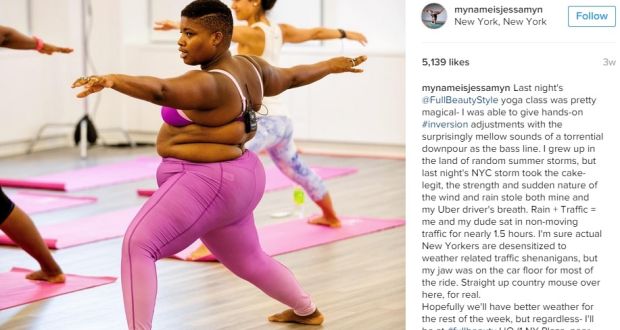 mynameisjessamyn
New York, New York
Follow
5,139 likes
3w
mynameisjessamyn Last night's
@FullBeautyStyle yoga class was pretty
magical- I was able to give hands-on
#inversion adjustments with the
surprisingly mellow sounds of a torrential
downpour as the bass line. I grew up in
the land of random summer storms, but
last night's NYC storm took the cake-
legit, the strength and sudden nature of
the wind and rain stole both mine and
my Uber driver's breath. Rain + Traffic =
me and my dude sat in non-moving
traffic for nearly 1.5 hours. I'm sure actual
New Yorkers are desensitized to
weather related traffic shenanigans, but
my jaw was on the car floor for most of
the ride. Straight up country mouse over
here, for real.
Hopefully we'll have better weather for
the rest of the week, but regardless- I'll